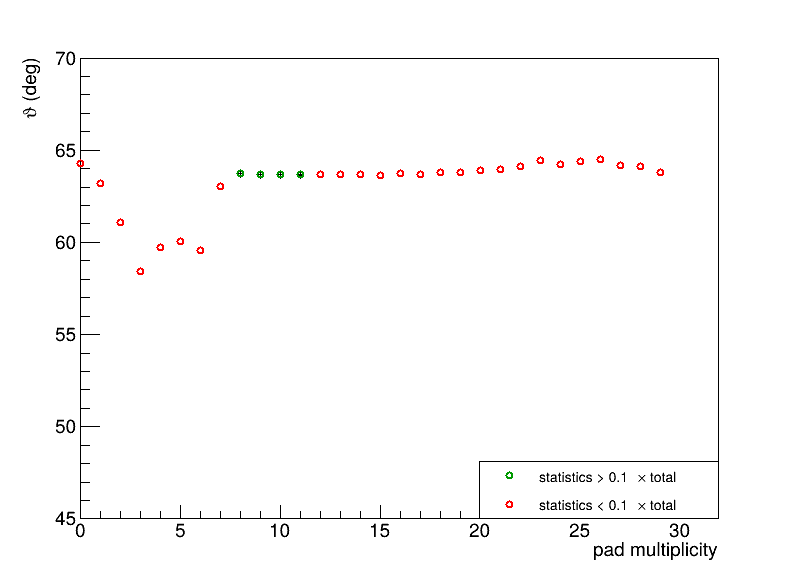 ϑ (deg)
70
65
60
55
50
45
0 5 10 15 20 25 30
pad multiplicity
statistics > 0.1 × total
statistics < 0.1 × total